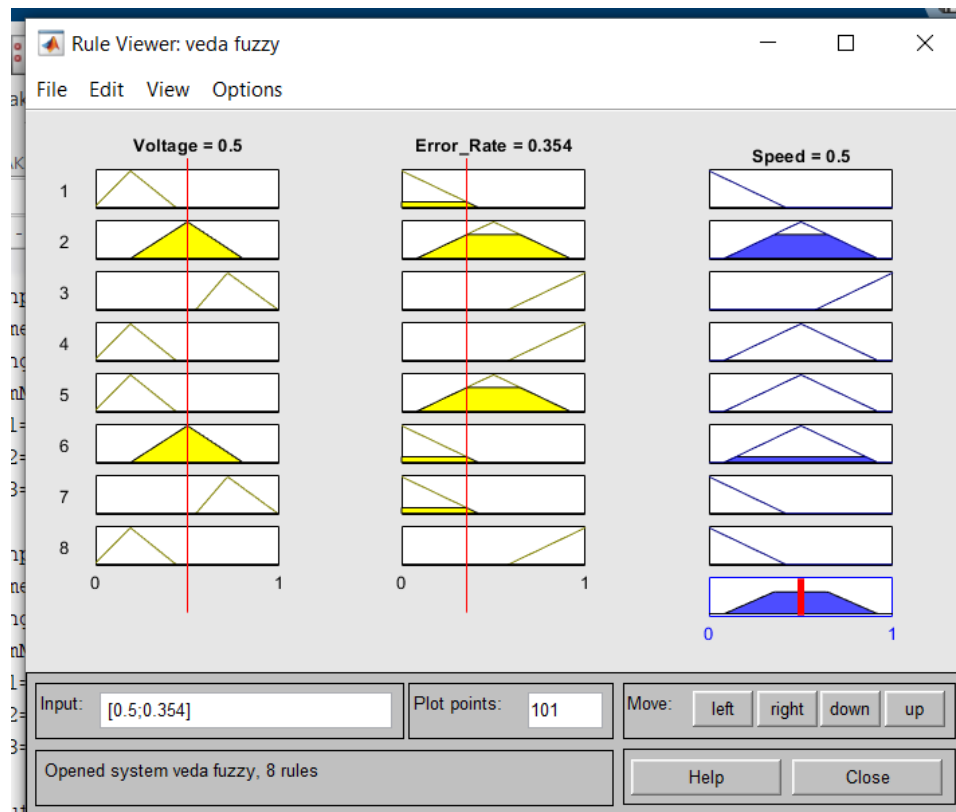 Rule Viewer: veda fuzzy
File Edit View Options
Voltage = 0.5 Error_Rate = 0.354 Speed = 0.5
1
2
3
4
5
6
7
8
0 1 0 1
0 1
Input: [0.5;0.354] Plot points: 101 Move: left right down up
Opened system veda fuzzy, 8 rules Help Close